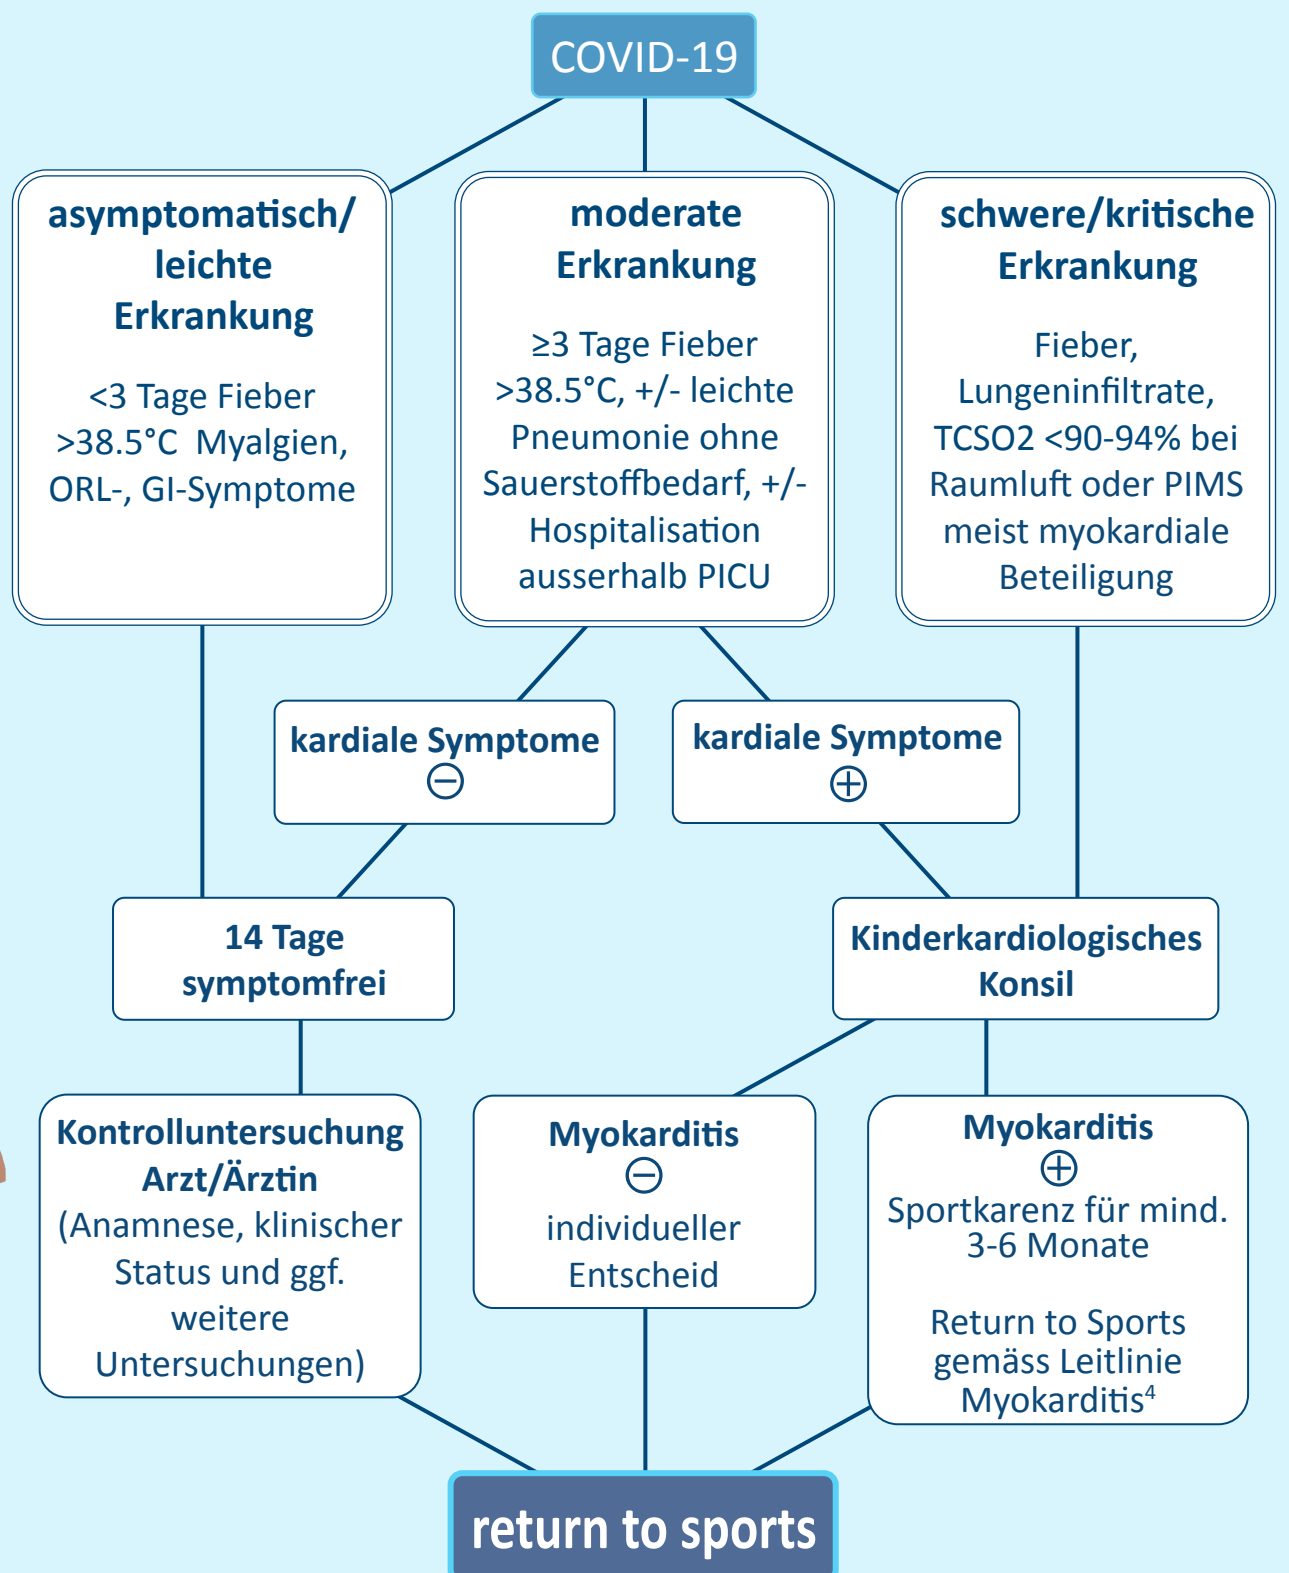 COVID-19
asymptomatisch/
leichte
Erkrankung
<3 Tage Fieber
>38.5°C Myalgien,
ORL-, GI-Symptome
moderate
Erkrankung
≥3 Tage Fieber
>38.5°C, +/- leichte
Pneumonie ohne
Sauerstoffbedarf, +/-
Hospitalisation
ausserhalb PICU
schwere/kritische
Erkrankung
Fieber,
Lungeninfiltrate,
TCSO2 <90-94% bei
Raumluft oder PIMS
meist myokardiale
Beteiligung
kardiale Symptome
⊖
kardiale Symptome
⊕
14 Tage
symptomfrei
Kinderkardiologisches
Konsil
Kontrolluntersuchung
Arzt/Ärztin
(Anamnese, klinischer
Status und ggf.
weitere
Untersuchungen)
Myokarditis
⊖
individueller
Entscheid
Myokarditis
⊕
Sportkarenz für mind.
3-6 Monate
Return to Sports
gemäss Leitlinie
Myokarditis⁴
return to sports